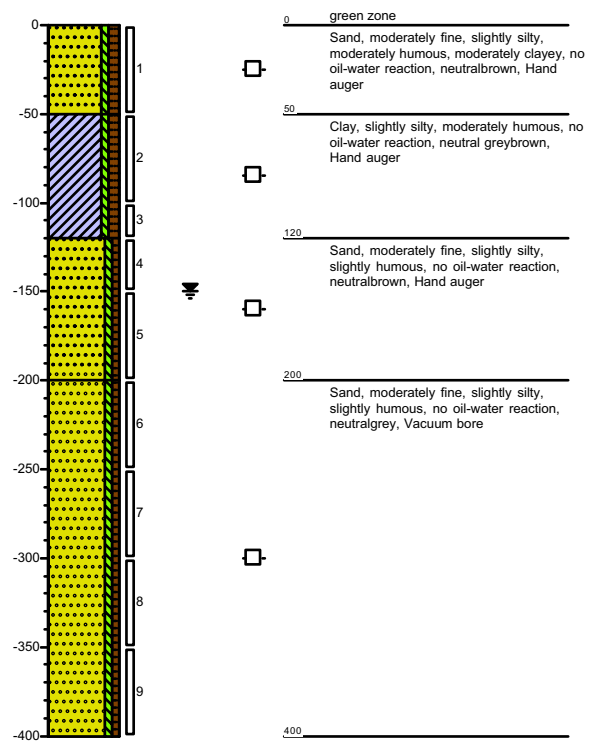 0
-50
-100
-150
-200
-250
-300
-350
-400
1
2
3
4
5
6
7
8
9
0
green zone
Sand, moderately fine, slightly silty,
moderately humous, moderately clayey, no
oil-water reaction, neutralbrown, Hand
auger
50
Clay, slightly silty, moderately humous, no
oil-water reaction, neutral greybrown,
Hand auger
120
Sand, moderately fine, slightly silty,
slightly humous, no oil-water reaction,
neutralbrown, Hand auger
200
Sand, moderately fine, slightly silty,
slightly humous, no oil-water reaction,
neutralgrey, Vacuum bore
400